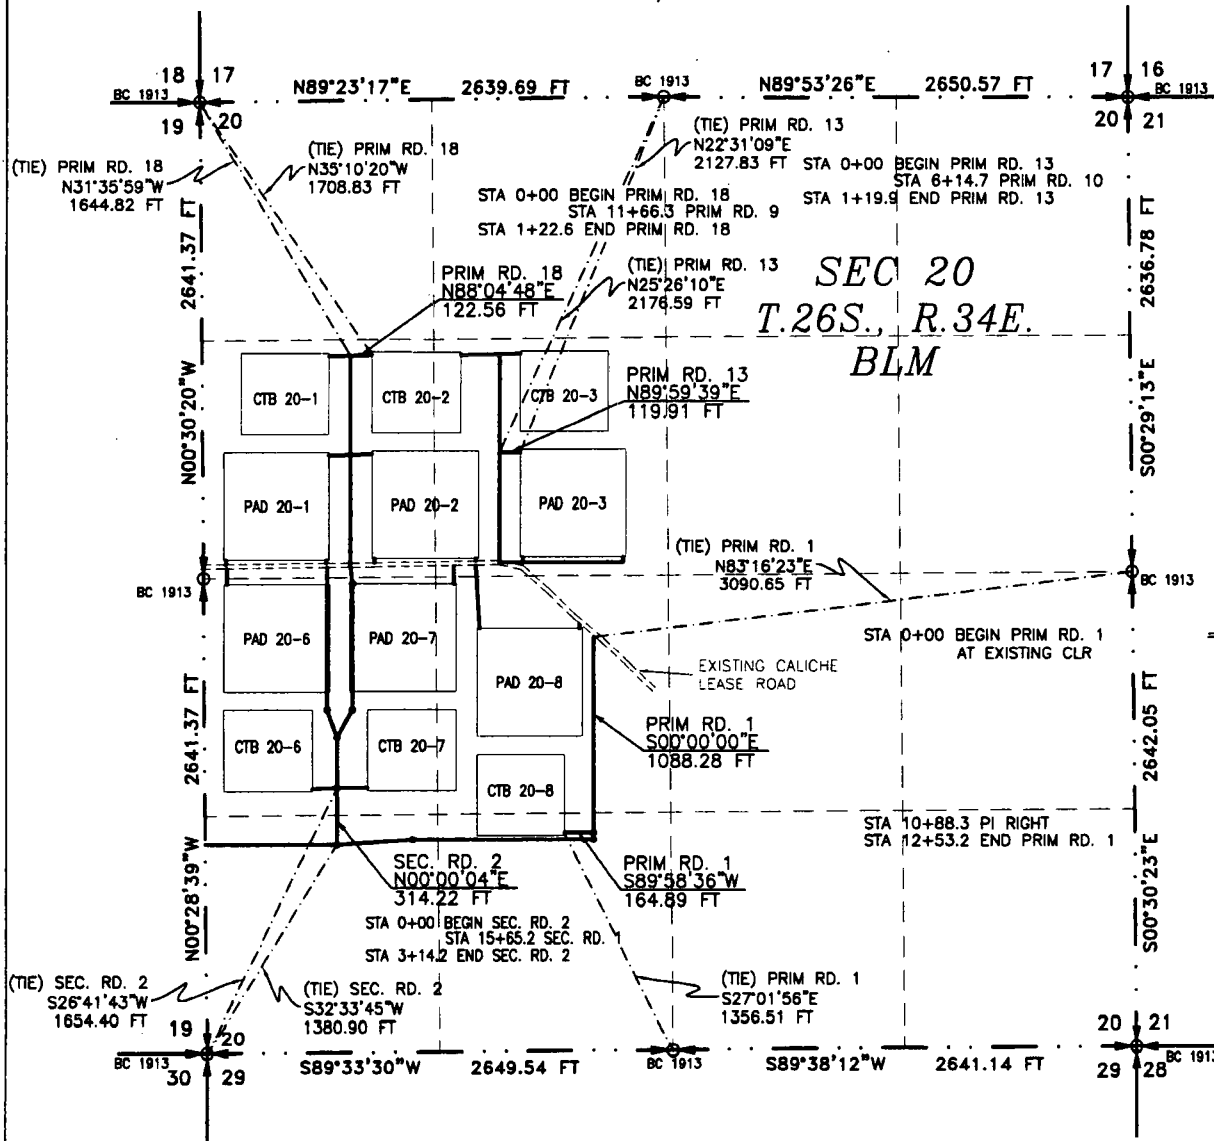 18 17
BC 1913
19 20
N89°23'17"E 2639.69 FT
BC 1913
N89°53'26"E 2650.57 FT
17 16
BC 1913
20 21
(TIE) PRIM RD. 18
N31°35'59"W
1644.82 FT
(TIE) PRIM RD. 18
N35°10'20"W
1708.83 FT
(TIE) PRIM RD. 13
N22°31'09"E
2127.83 FT
STA 0+00 BEGIN PRIM RD. 13
STA 6+14.7 PRIM RD. 10
STA 1+19.9 END PRIM RD. 13
STA 0+00 BEGIN PRIM RD. 18
STA 11+66.3 PRIM RD. 9
STA 1+22.6 END PRIM RD. 18
2641.37 FT
N00°30'20"W
2636.78 FT
S00°29'13"E
PRIM RD. 18
N88°04'48"E
122.56 FT
(TIE) PRIM RD. 13
N25°26'10"E
2176.59 FT
SEC 20
T.26S., R.34E.
BLM
PRIM RD. 13
N89°59'39"E
119.91 FT
CTB 20-1
CTB 20-2
CTB 20-3
PAD 20-1
PAD 20-2
PAD 20-3
(TIE) PRIM RD. 1
N83°16'23"E
3090.65 FT
BC 1913
BC 1913
STA 0+00 BEGIN PRIM RD. 1
AT EXISTING CLR
PAD 20-6
PAD 20-7
PAD 20-8
EXISTING CALICHE
LEASE ROAD
2641.37 FT
N00°28'39"W
2642.05 FT
S00°30'23"E
PRIM RD. 1
S00°00'00"E
1088.28 FT
CTB 20-6
CTB 20-7
CTB 20-8
STA 10+88.3 PI RIGHT
STA 12+53.2 END PRIM RD. 1
SEC. RD. 2
N00°00'04"E
314.22 FT
PRIM RD. 1
S89°58'36"W
164.89 FT
STA 0+00 BEGIN SEC. RD. 2
STA 15+65.2 SEC. RD. 1
STA 3+14.2 END SEC. RD. 2
(TIE) SEC. RD. 2
S26°41'43"W
1654.40 FT
(TIE) SEC. RD. 2
S32°33'45"W
1380.90 FT
(TIE) PRIM RD. 1
S27°01'56"E
1356.51 FT
19 20
BC 1913
30 29
S89°33'30"W 2649.54 FT
BC 1913
S89°38'12"W 2641.14 FT
20 21
BC 1913
29 28